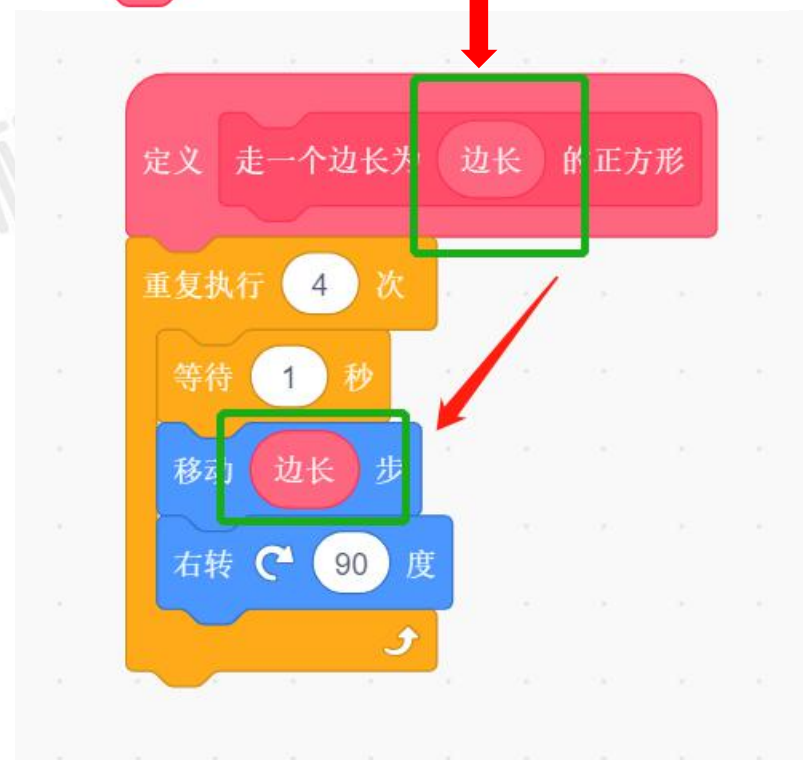 定义 走一个边长为 边长 的正方形
重复执行 4 次
等待 1 秒
移动 边长 步
右转 90 度